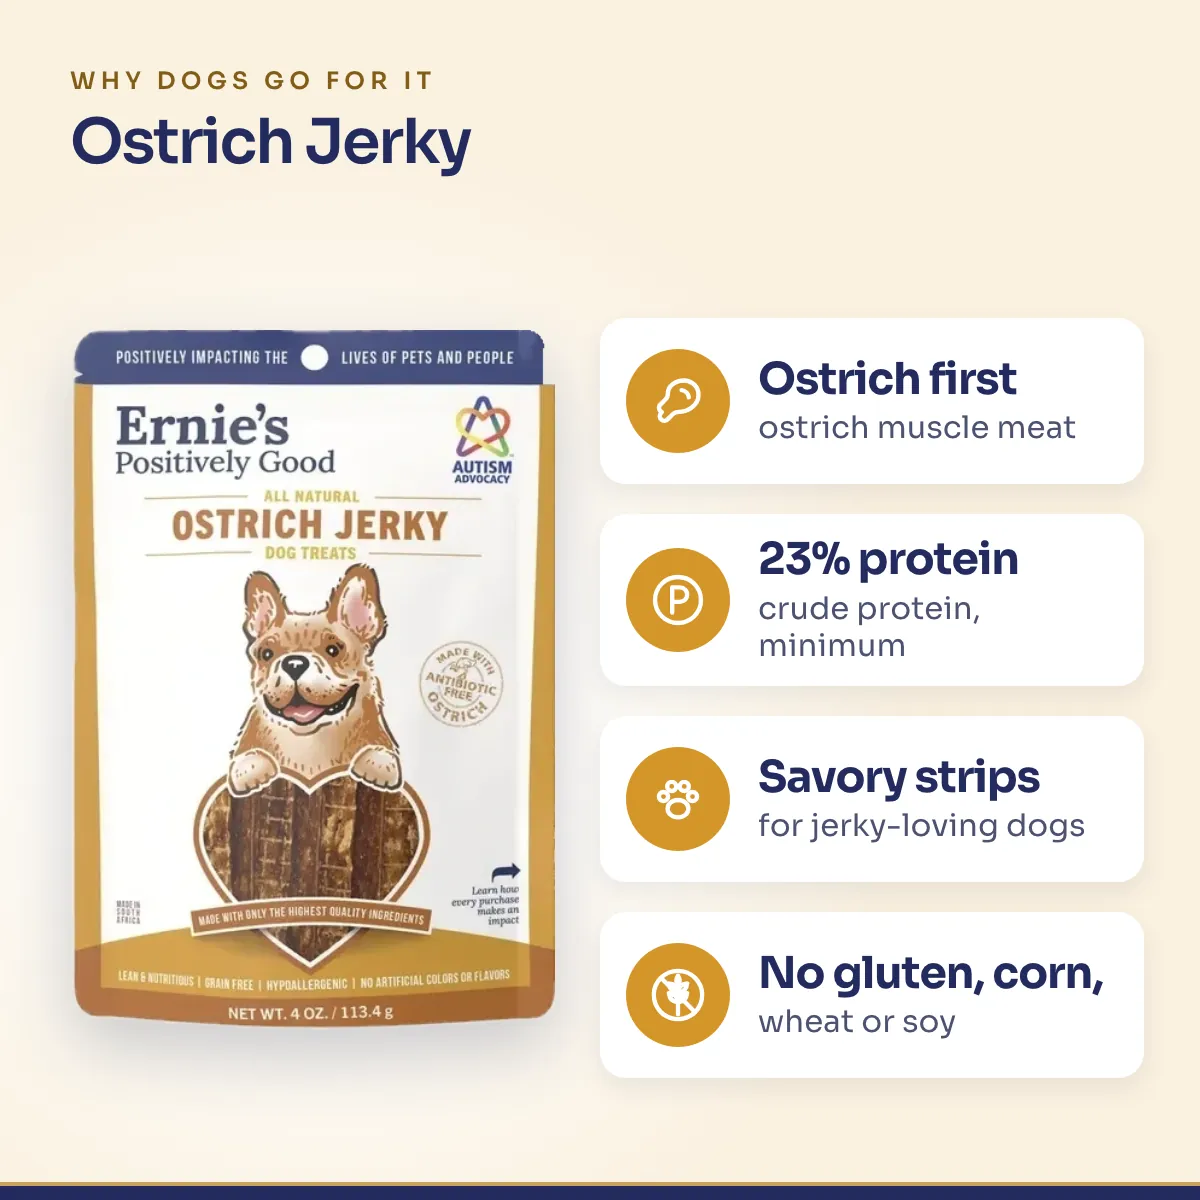 WHY DOGS GO FOR IT
Ostrich Jerky
POSITIVELY IMPACTING THE LIVES OF PETS AND PEOPLE
Ernie's
Positively Good
AUTISM
ADVOCACY
ALL NATURAL
OSTRICH JERKY
DOG TREATS
MADE WITH
ANTIBIOTIC
FREE
OSTRICH
Learn how
every purchase
makes an
impact
MADE IN
SOUTH
AFRICA
MADE WITH ONLY THE HIGHEST QUALITY INGREDIENTS
LEAN & NUTRITIOUS | GRAIN FREE | HYPOALLERGENIC | NO ARTIFICIAL COLORS OR FLAVORS
NET WT. 4 OZ. / 113.4 g
Ostrich first
ostrich muscle meat
P
23% protein
crude protein,
minimum
Savory strips
for jerky-loving dogs
No gluten, corn,
wheat or soy